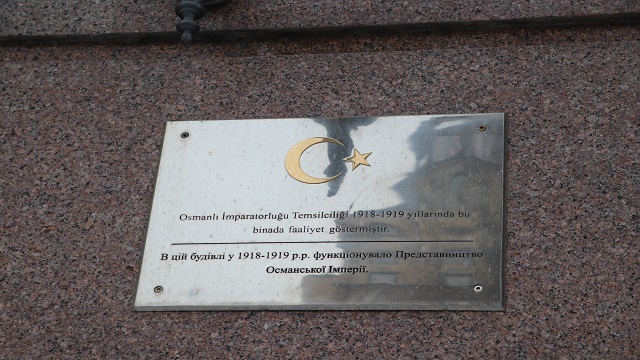 Osmanlı İmparatorluğu Temsilciliği 1918-1919 yıllarında bu
binada faaliyet göstermiştir.
В цій будівлі у 1918-1919 р.р. функціонувало Представництво
Османської Імперії.